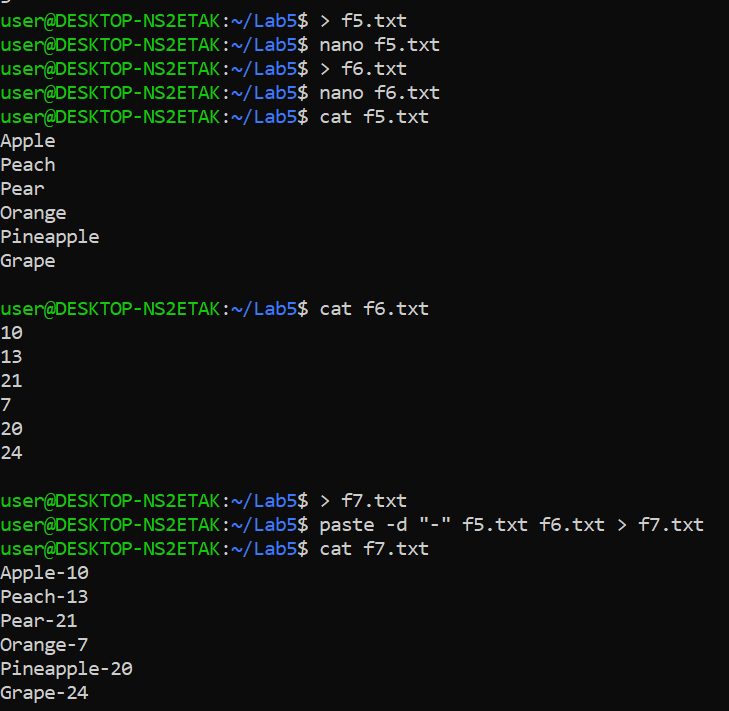 user@DESKTOP-NS2ETAK:~/Lab5$ > f5.txt
user@DESKTOP-NS2ETAK:~/Lab5$ nano f5.txt
user@DESKTOP-NS2ETAK:~/Lab5$ > f6.txt
user@DESKTOP-NS2ETAK:~/Lab5$ nano f6.txt
user@DESKTOP-NS2ETAK:~/Lab5$ cat f5.txt
Apple
Peach
Pear
Orange
Pineapple
Grape
user@DESKTOP-NS2ETAK:~/Lab5$ cat f6.txt
10
13
21
7
20
24
user@DESKTOP-NS2ETAK:~/Lab5$ > f7.txt
user@DESKTOP-NS2ETAK:~/Lab5$ paste -d "-" f5.txt f6.txt > f7.txt
user@DESKTOP-NS2ETAK:~/Lab5$ cat f7.txt
Apple-10
Peach-13
Pear-21
Orange-7
Pineapple-20
Grape-24